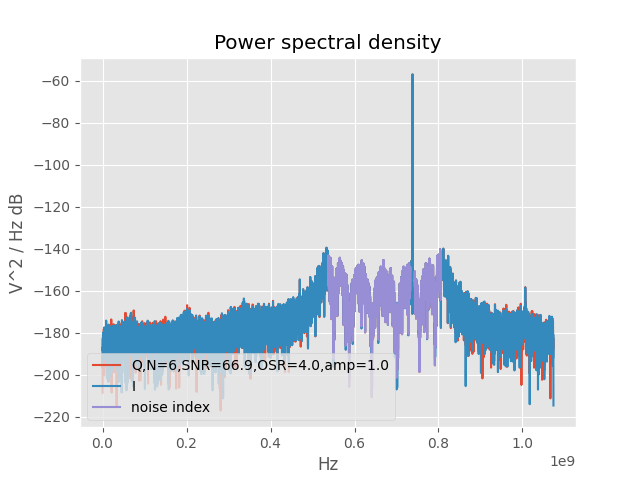 Power spectral density
V^2 / Hz dB
−60
−80
−100
−120
−140
−160
−180
−200
−220
Q,N=6,SNR=66.9,OSR=4.0,amp=1.0
I
noise index
0.0 0.2 0.4 0.6 0.8 1.0
1e9
Hz